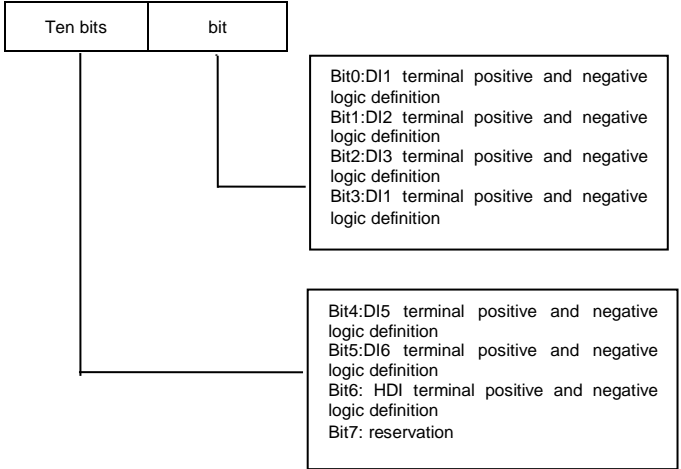 Ten bits bit
Bit0:DI1 terminal positive and negative
logic definition
Bit1:DI2 terminal positive and negative
logic definition
Bit2:DI3 terminal positive and negative
logic definition
Bit3:DI1 terminal positive and negative
logic definition
Bit4:DI5 terminal positive and negative
logic definition
Bit5:DI6 terminal positive and negative
logic definition
Bit6: HDI terminal positive and negative
logic definition
Bit7: reservation